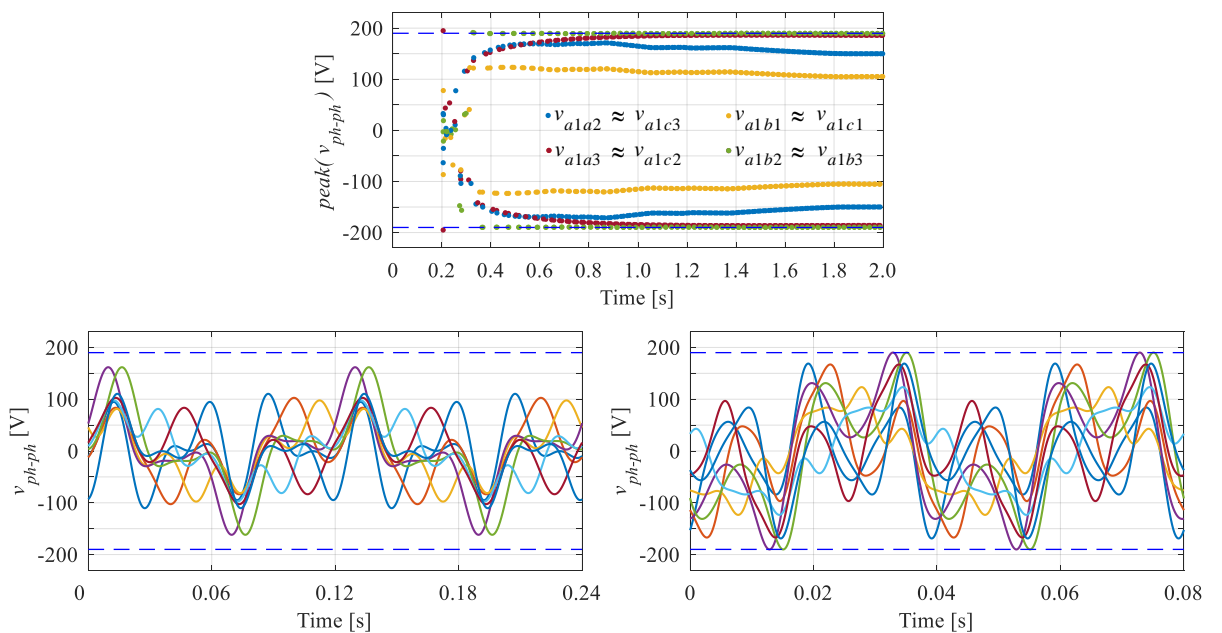 200
100
0
-100
-200
peak(v_ph-ph) [V]
v_a1a2 ≈ v_a1c3
v_a1b1 ≈ v_a1c1
v_a1a3 ≈ v_a1c2
v_a1b2 ≈ v_a1b3
0 0.2 0.4 0.6 0.8 1.0 1.2 1.4 1.6 1.8 2.0
Time [s]
200
100
0
-100
-200
v_ph-ph [V]
0 0.06 0.12 0.18 0.24
Time [s]
200
100
0
-100
-200
v_ph-ph [V]
0 0.02 0.04 0.06 0.08
Time [s]